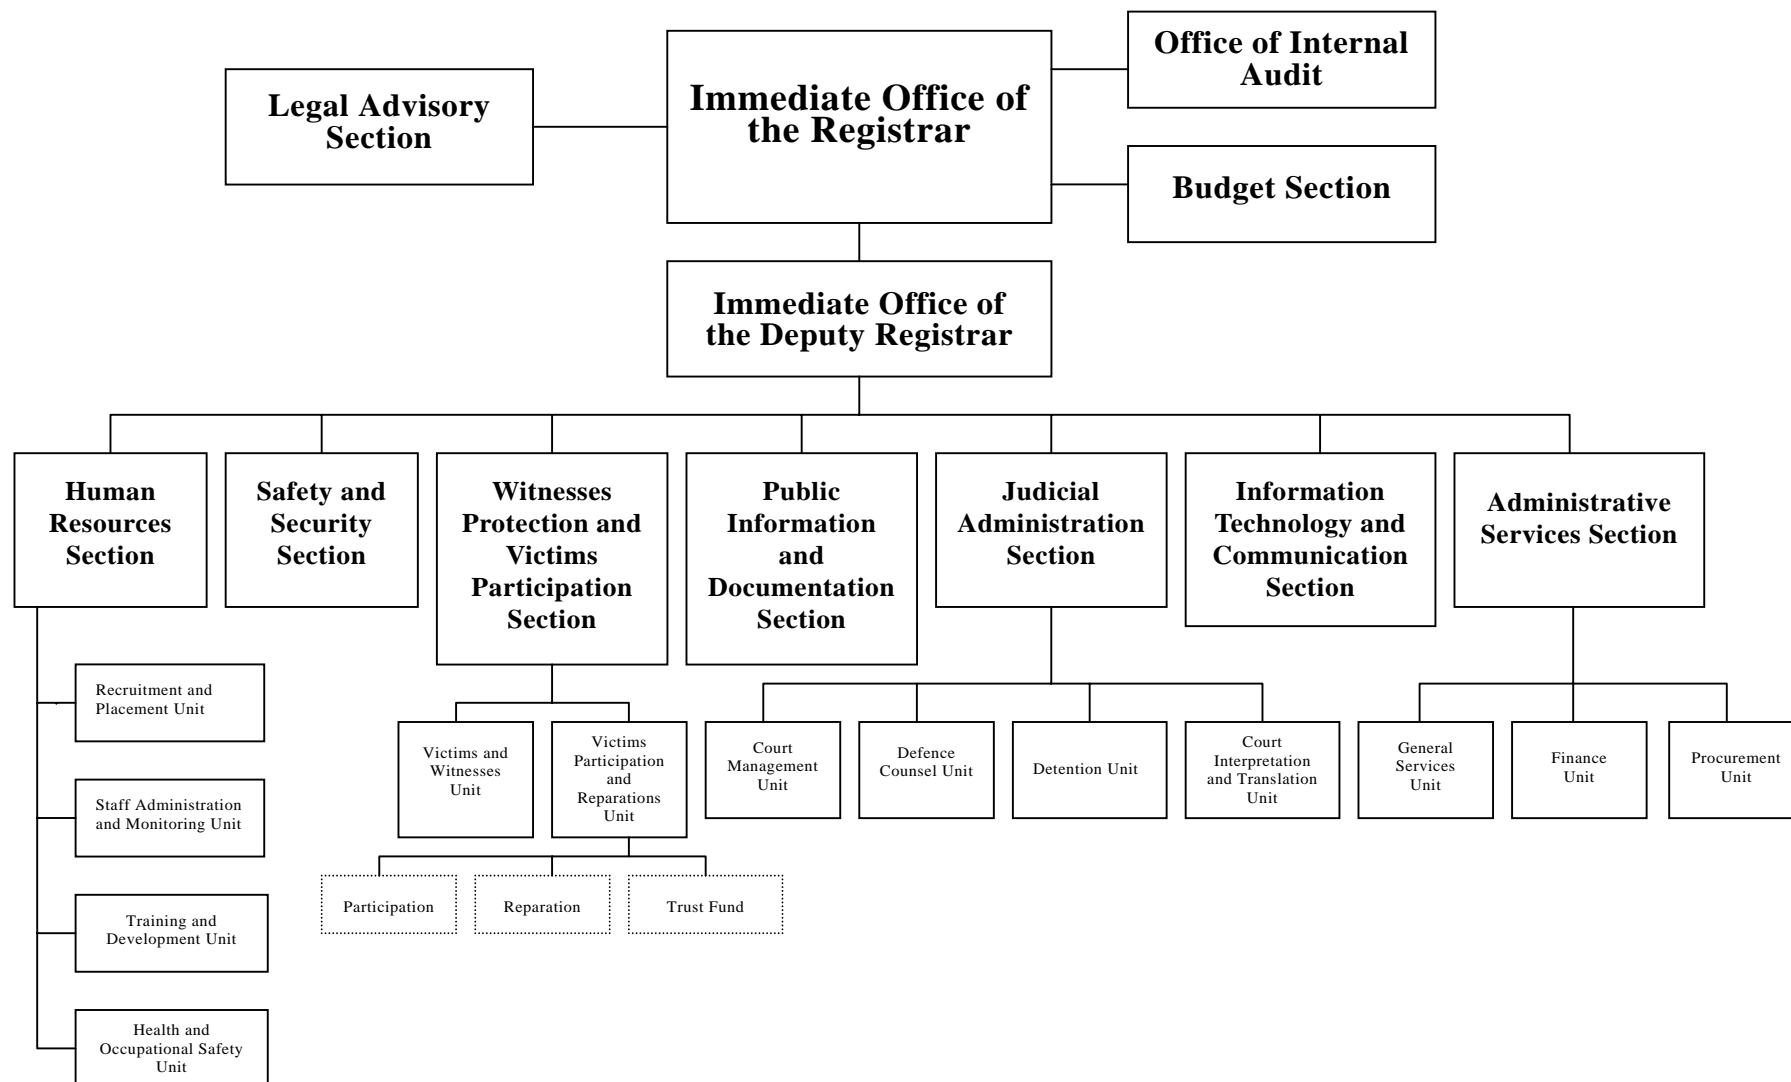 Office of Internal
Audit
Immediate Office of
the Registrar
Legal Advisory
Section
Budget Section
Immediate Office of
the Deputy Registrar
Human
Resources
Section
Safety and
Security
Section
Witnesses
Protection and
Victims
Participation
Section
Public
Information
and
Documentation
Section
Judicial
Administration
Section
Information
Technology and
Communication
Section
Administrative
Services Section
Recruitment and
Placement Unit
Staff Administration
and Monitoring Unit
Training and
Development Unit
Health and
Occupational Safety
Unit
Victims and
Witnesses
Unit
Victims
Participation
and
Reparations
Unit
Participation
Reparation
Trust Fund
Court
Management
Unit
Defence
Counsel Unit
Detention Unit
Court
Interpretation
and Translation
Unit
General
Services
Unit
Finance
Unit
Procurement
Unit